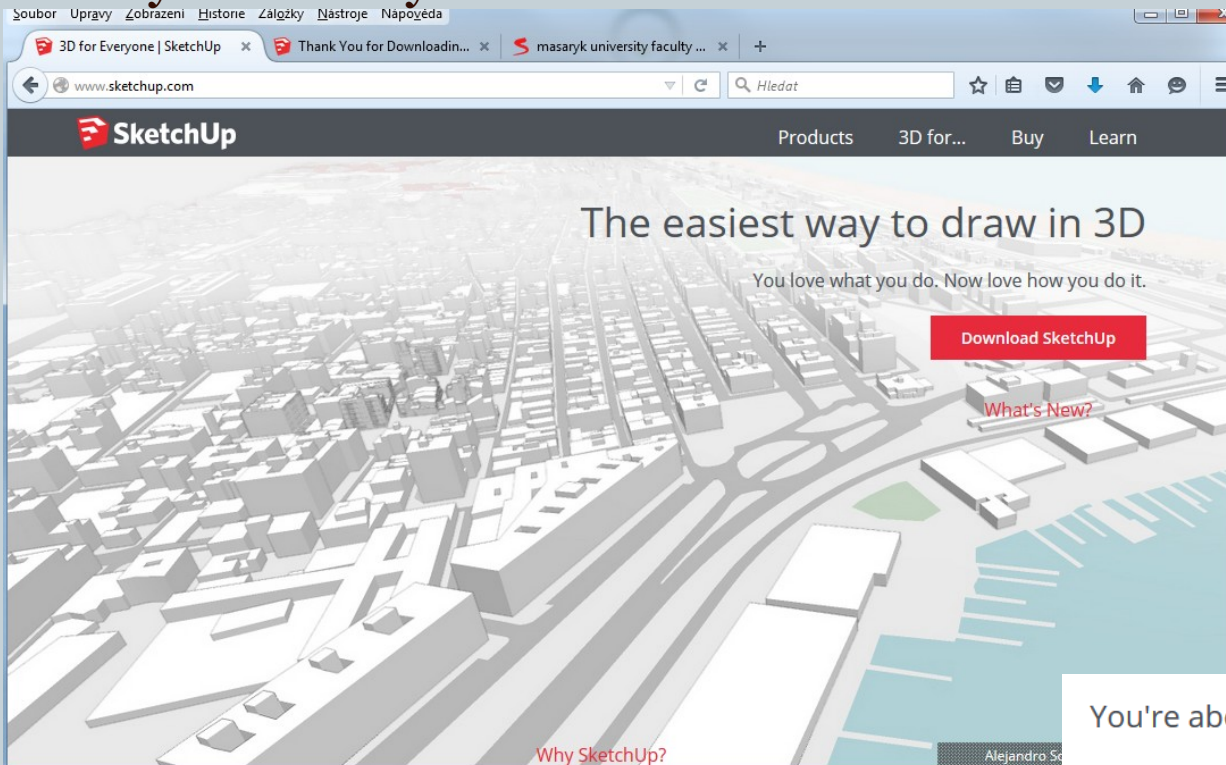 Soubor Úpravy Zobrazení Historie Záložky Nástroje Nápověda
3D for Everyone | SketchUp × Thank You for Downloadin... × masaryk university faculty ... × +
www.sketchup.com Hledat
SketchUp Products 3D for... Buy Learn
The easiest way to draw in 3D
You love what you do. Now love how you do it.
Download SketchUp
What's New?
You're abo
Why SketchUp? Alejandro